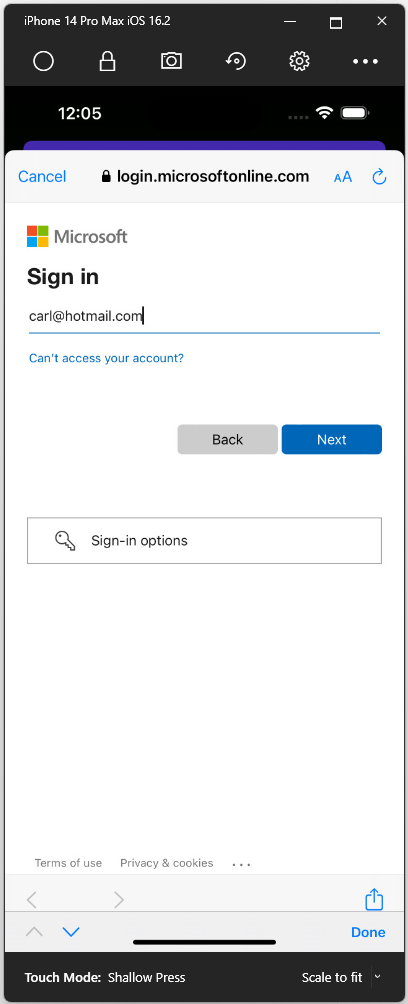 iPhone 14 Pro Max iOS 16.2
12:05
Cancel login.microsoftonline.com AA
Microsoft
Sign in
carl@hotmail.com
Can't access your account?
Back Next
Sign-in options
Terms of use Privacy & cookies ...
Done
Touch Mode: Shallow Press Scale to fit